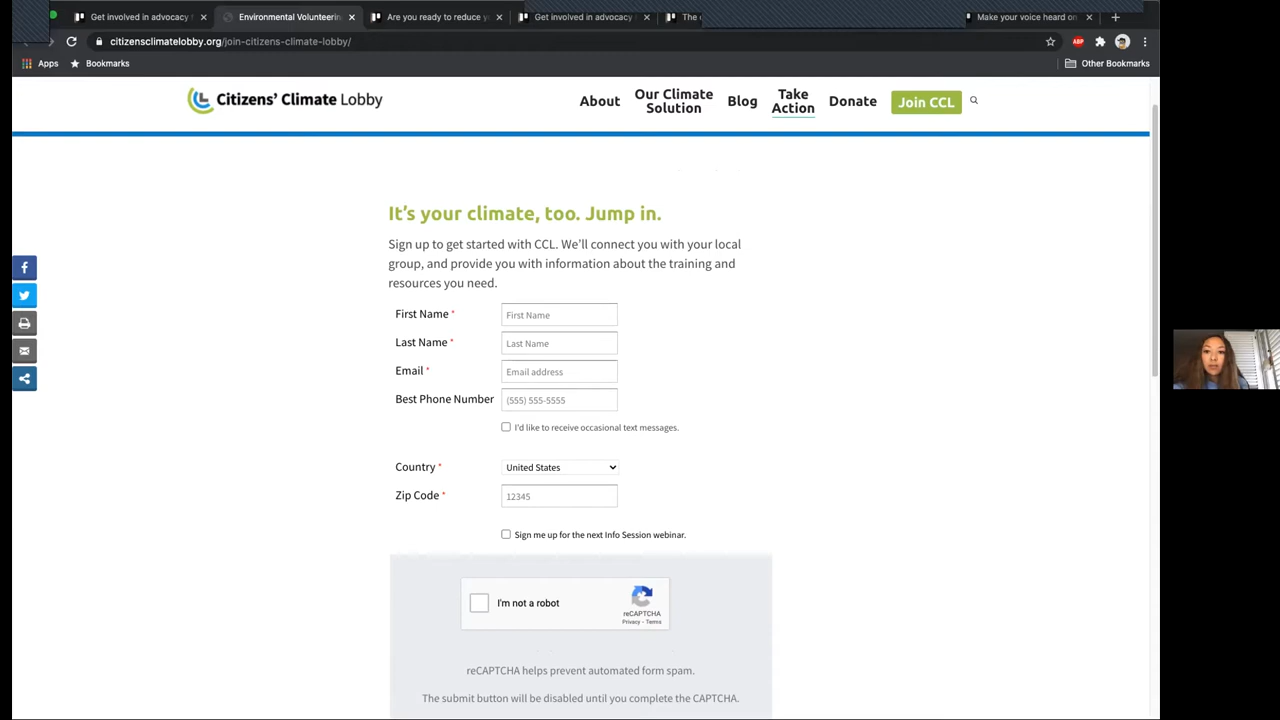 Get involved in advocacy
Environmental Volunteerin
Are you ready to reduce y
Get involved in advocacy
The
Make your voice heard on
citizensclimatelobby.org/join-citizens-climate-lobby/
ABP
Apps
Bookmarks
Other Bookmarks
Citizens' Climate Lobby
About
Our Climate
Solution
Blog
Take
Action
Donate
Join CCL
It's your climate, too. Jump in.
Sign up to get started with CCL. We'll connect you with your local
group, and provide you with information about the training and
resources you need.
First Name *
First Name
Last Name *
Last Name
Email *
Email address
Best Phone Number
(555) 555-5555
I'd like to receive occasional text messages.
Country *
United States
Zip Code *
12345
Sign me up for the next Info Session webinar.
I'm not a robot
reCAPTCHA
Privacy - Terms
reCAPTCHA helps prevent automated form spam.
The submit button will be disabled until you complete the CAPTCHA.